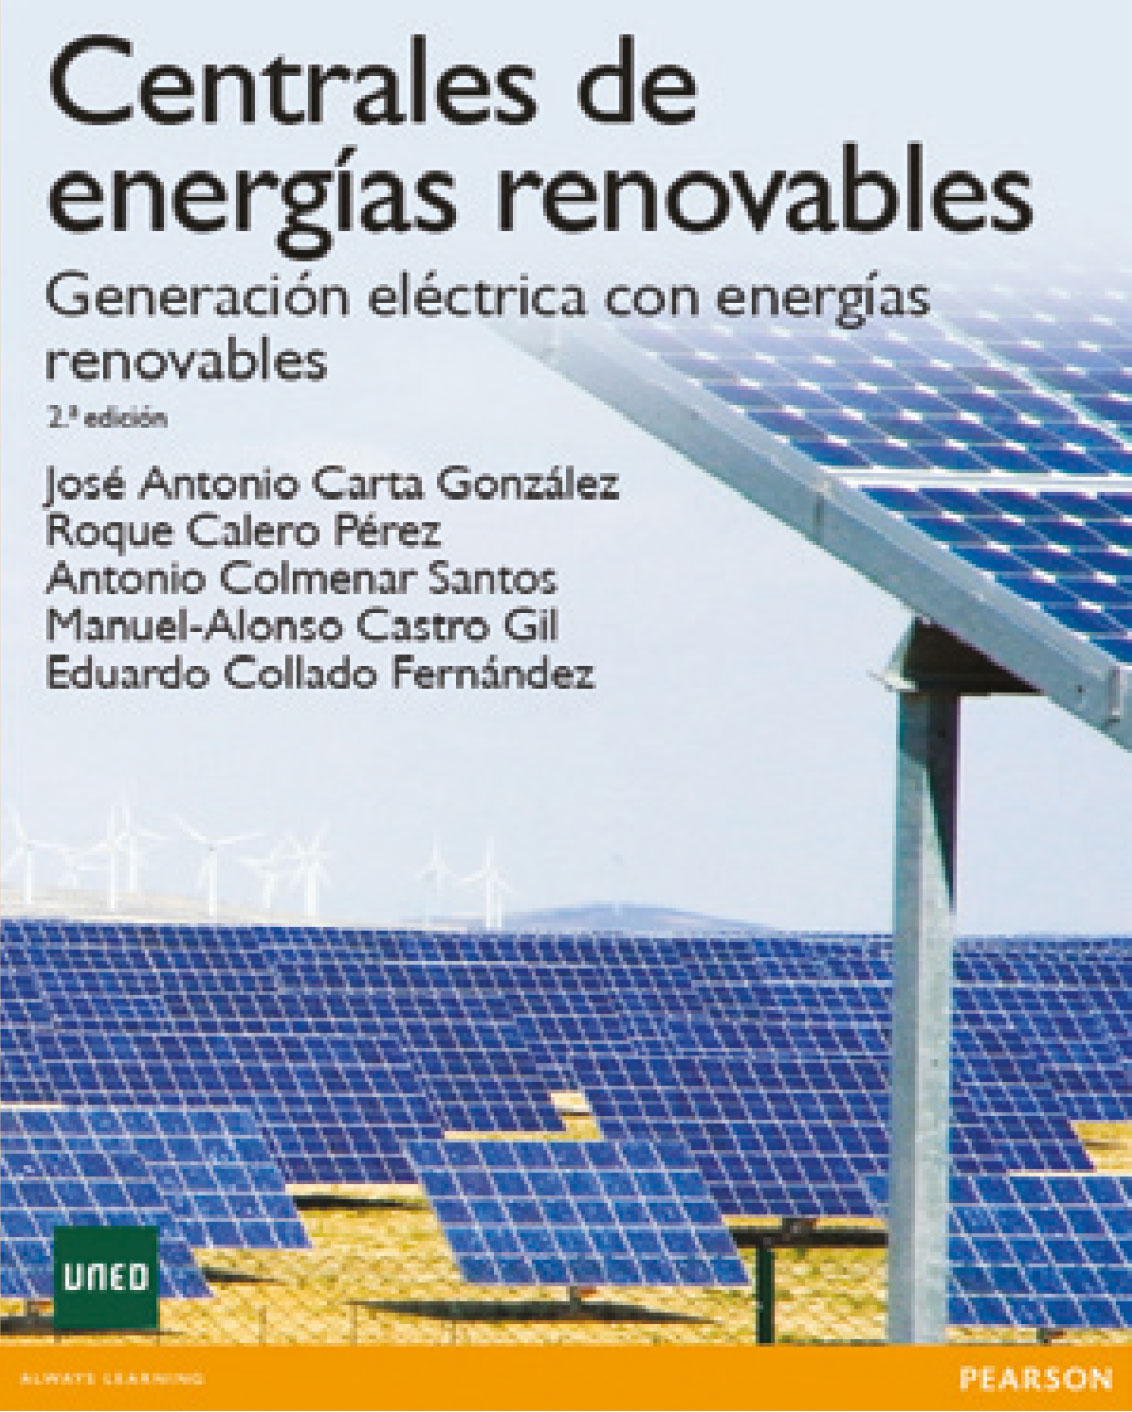 Centrales de
energías renovables
Generación eléctrica con energías
renovables
2.ª edición
José Antonio Carta González
Roque Calero Pérez
Antonio Colmenar Santos
Manuel-Alonso Castro Gil
Eduardo Collado Fernández
UNED
ALWAYS LEARNING
PEARSON